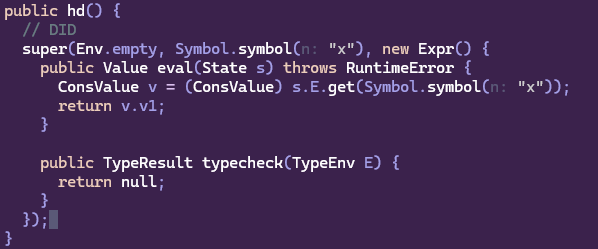 public hd() {
// DID
super(Env.empty, Symbol.symbol(n: "x"), new Expr() {
public Value eval(State s) throws RuntimeError {
ConsValue v = (ConsValue) s.E.get(Symbol.symbol(n: "x"));
return v.v1;
}
public TypeResult typecheck(TypeEnv E) {
return null;
}
});
}